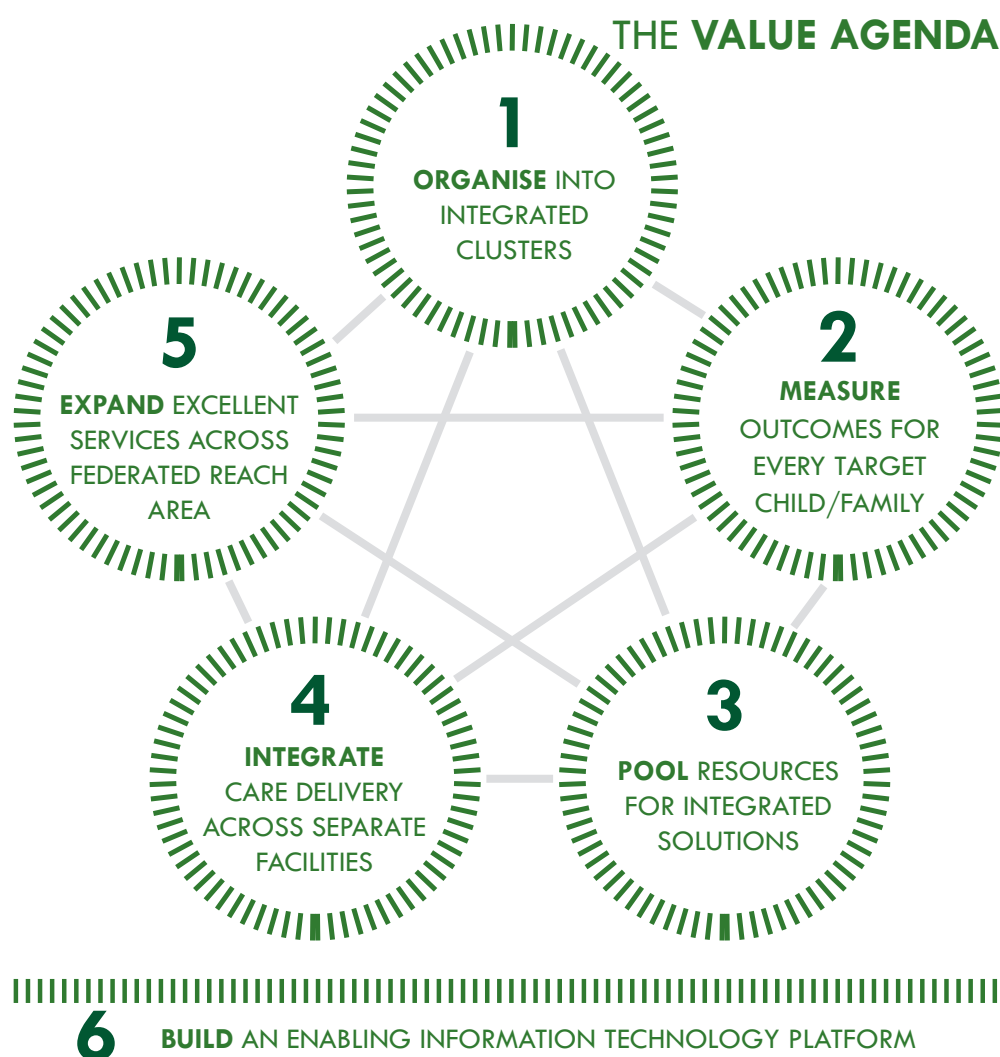 THE VALUE AGENDA
1
ORGANISE INTO
INTEGRATED
CLUSTERS
2
MEASURE
OUTCOMES FOR
EVERY TARGET
CHILD/FAMILY
3
POOL RESOURCES
FOR INTEGRATED
SOLUTIONS
4
INTEGRATE
CARE DELIVERY
ACROSS SEPARATE
FACILITIES
5
EXPAND EXCELLENT
SERVICES ACROSS
FEDERATED REACH
AREA
6 BUILD AN ENABLING INFORMATION TECHNOLOGY PLATFORM